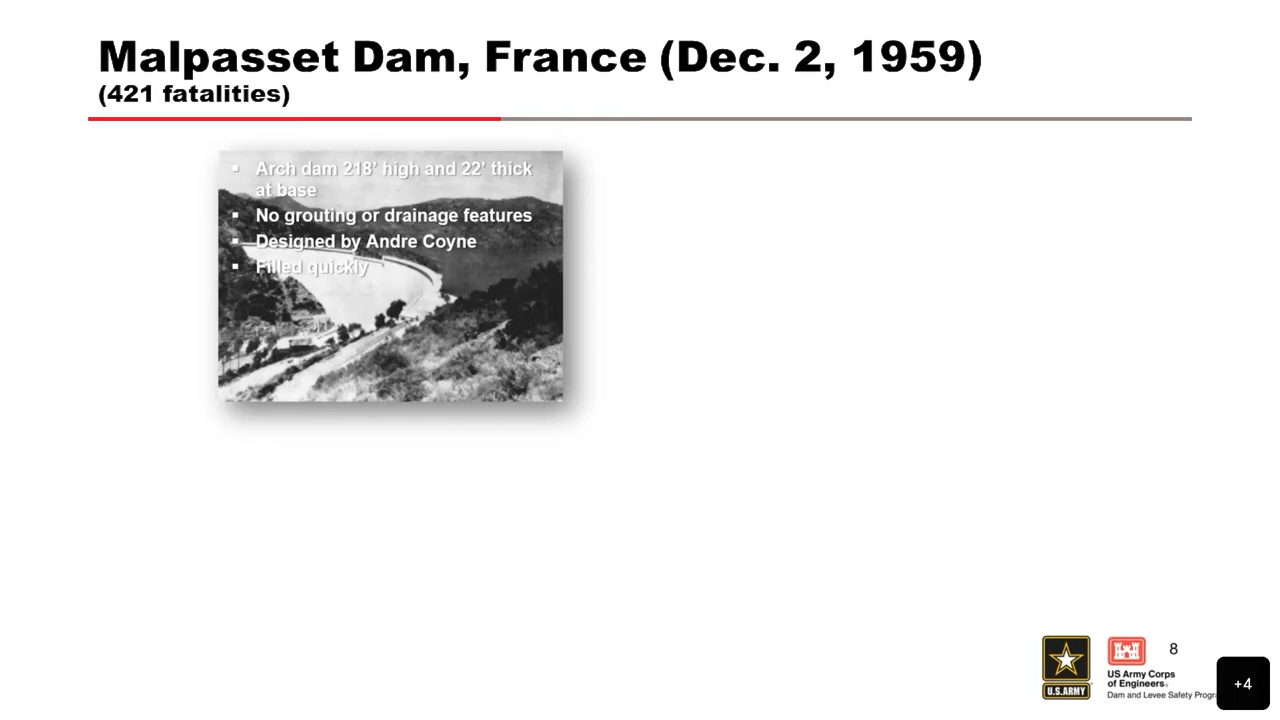 Malpasset Dam, France (Dec. 2, 1959)
(421 fatalities)
▪ Arch dam 218' high and 22' thick
at base
▪ No grouting or drainage features
▪ Designed by Andre Coyne
▪ Filled quickly
8
U.S.ARMY
US Army Corps
of Engineers®
Dam and Levee Safety
+4